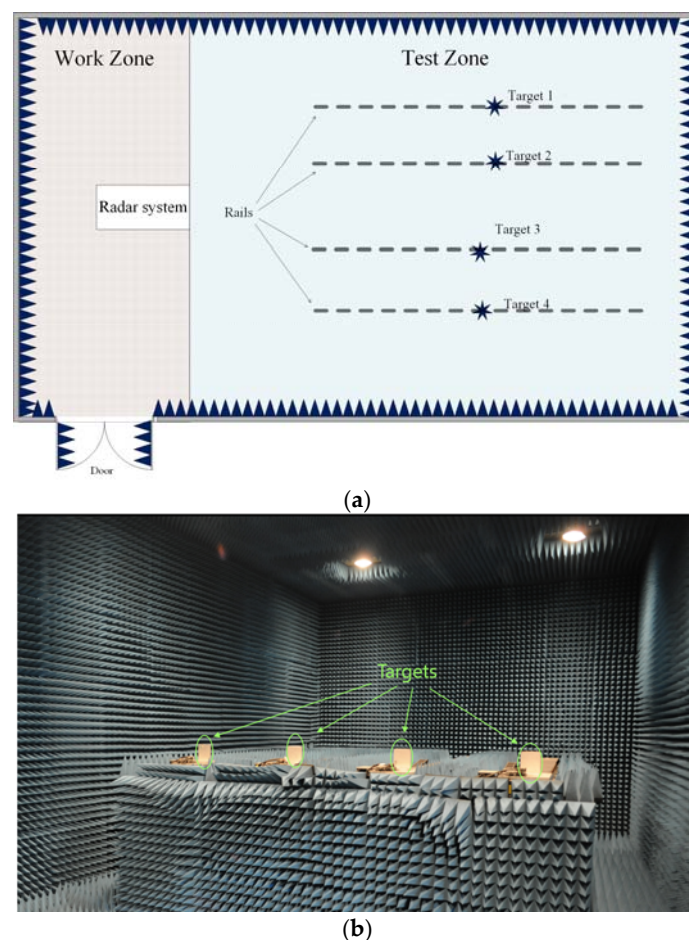 Work Zone
Test Zone
Target 1
Target 2
Radar system
Rails
Target 3
Target 4
Door
(a)
Targets
(b)